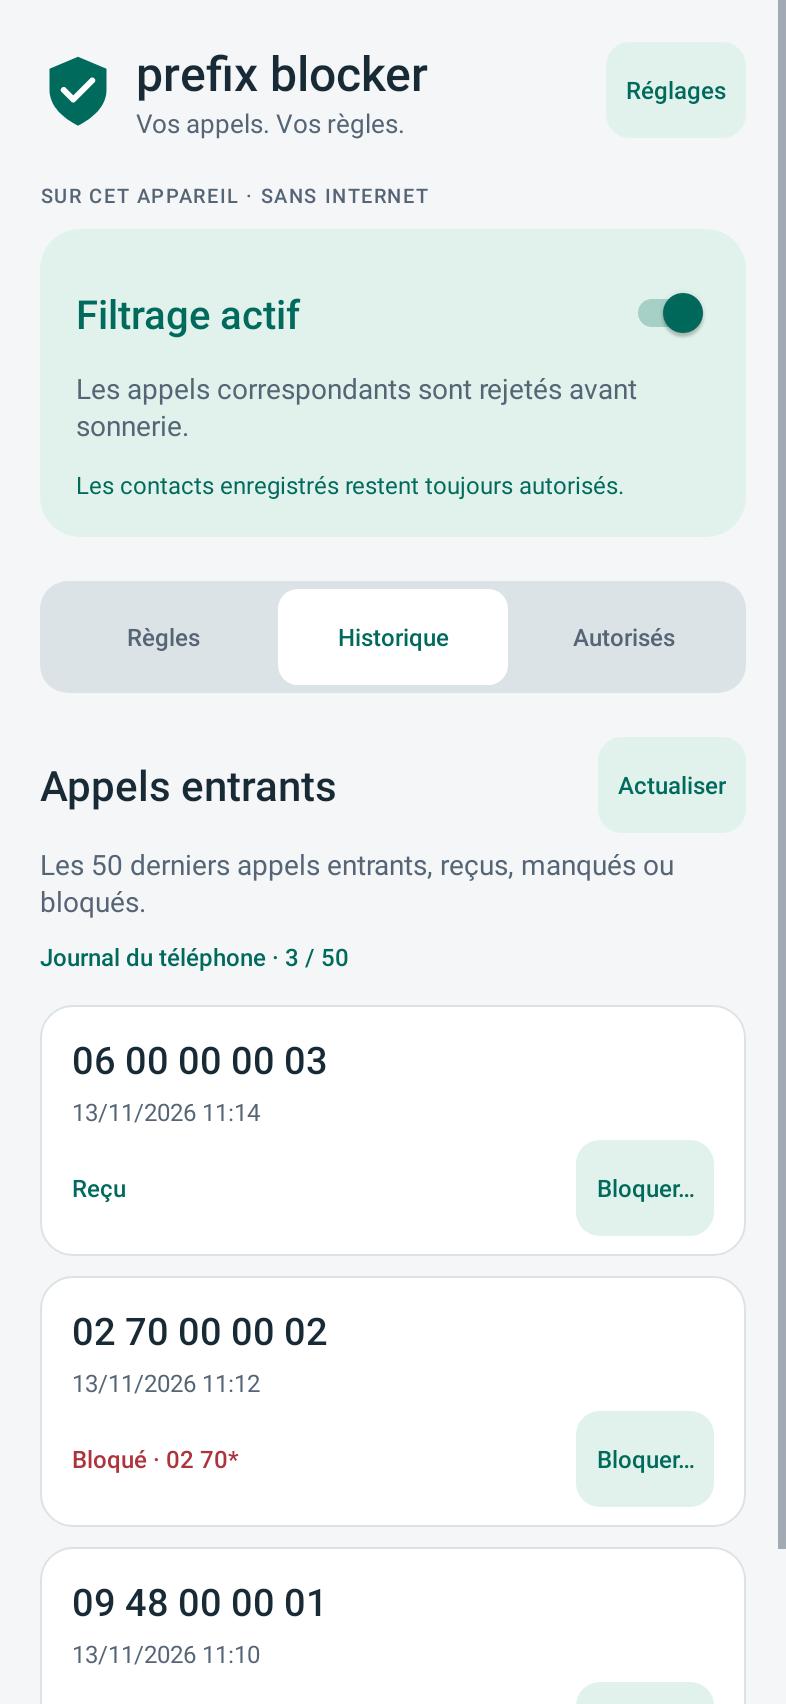 prefix blocker
Vos appels. Vos règles.
Réglages
SUR CET APPAREIL · SANS INTERNET
Filtrage actif
Les appels correspondants sont rejetés avant
sonnerie.
Les contacts enregistrés restent toujours autorisés.
Règles
Historique
Autorisés
Appels entrants
Actualiser
Les 50 derniers appels entrants, reçus, manqués ou
bloqués.
Journal du téléphone · 3 / 50
06 00 00 00 03
13/11/2026 11:14
Reçu
Bloquer…
02 70 00 00 02
13/11/2026 11:12
Bloqué · 02 70*
Bloquer…
09 48 00 00 01
13/11/2026 11:10